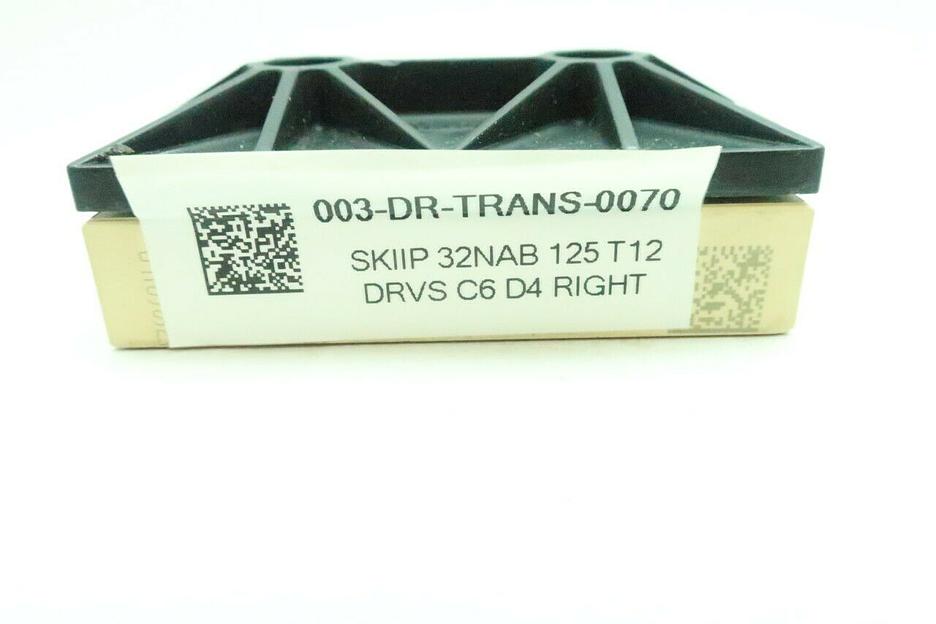 003-DR-TRANS-0070
SKIIP 32NAB 125 T12
DRVS C6 D4 RIGHT